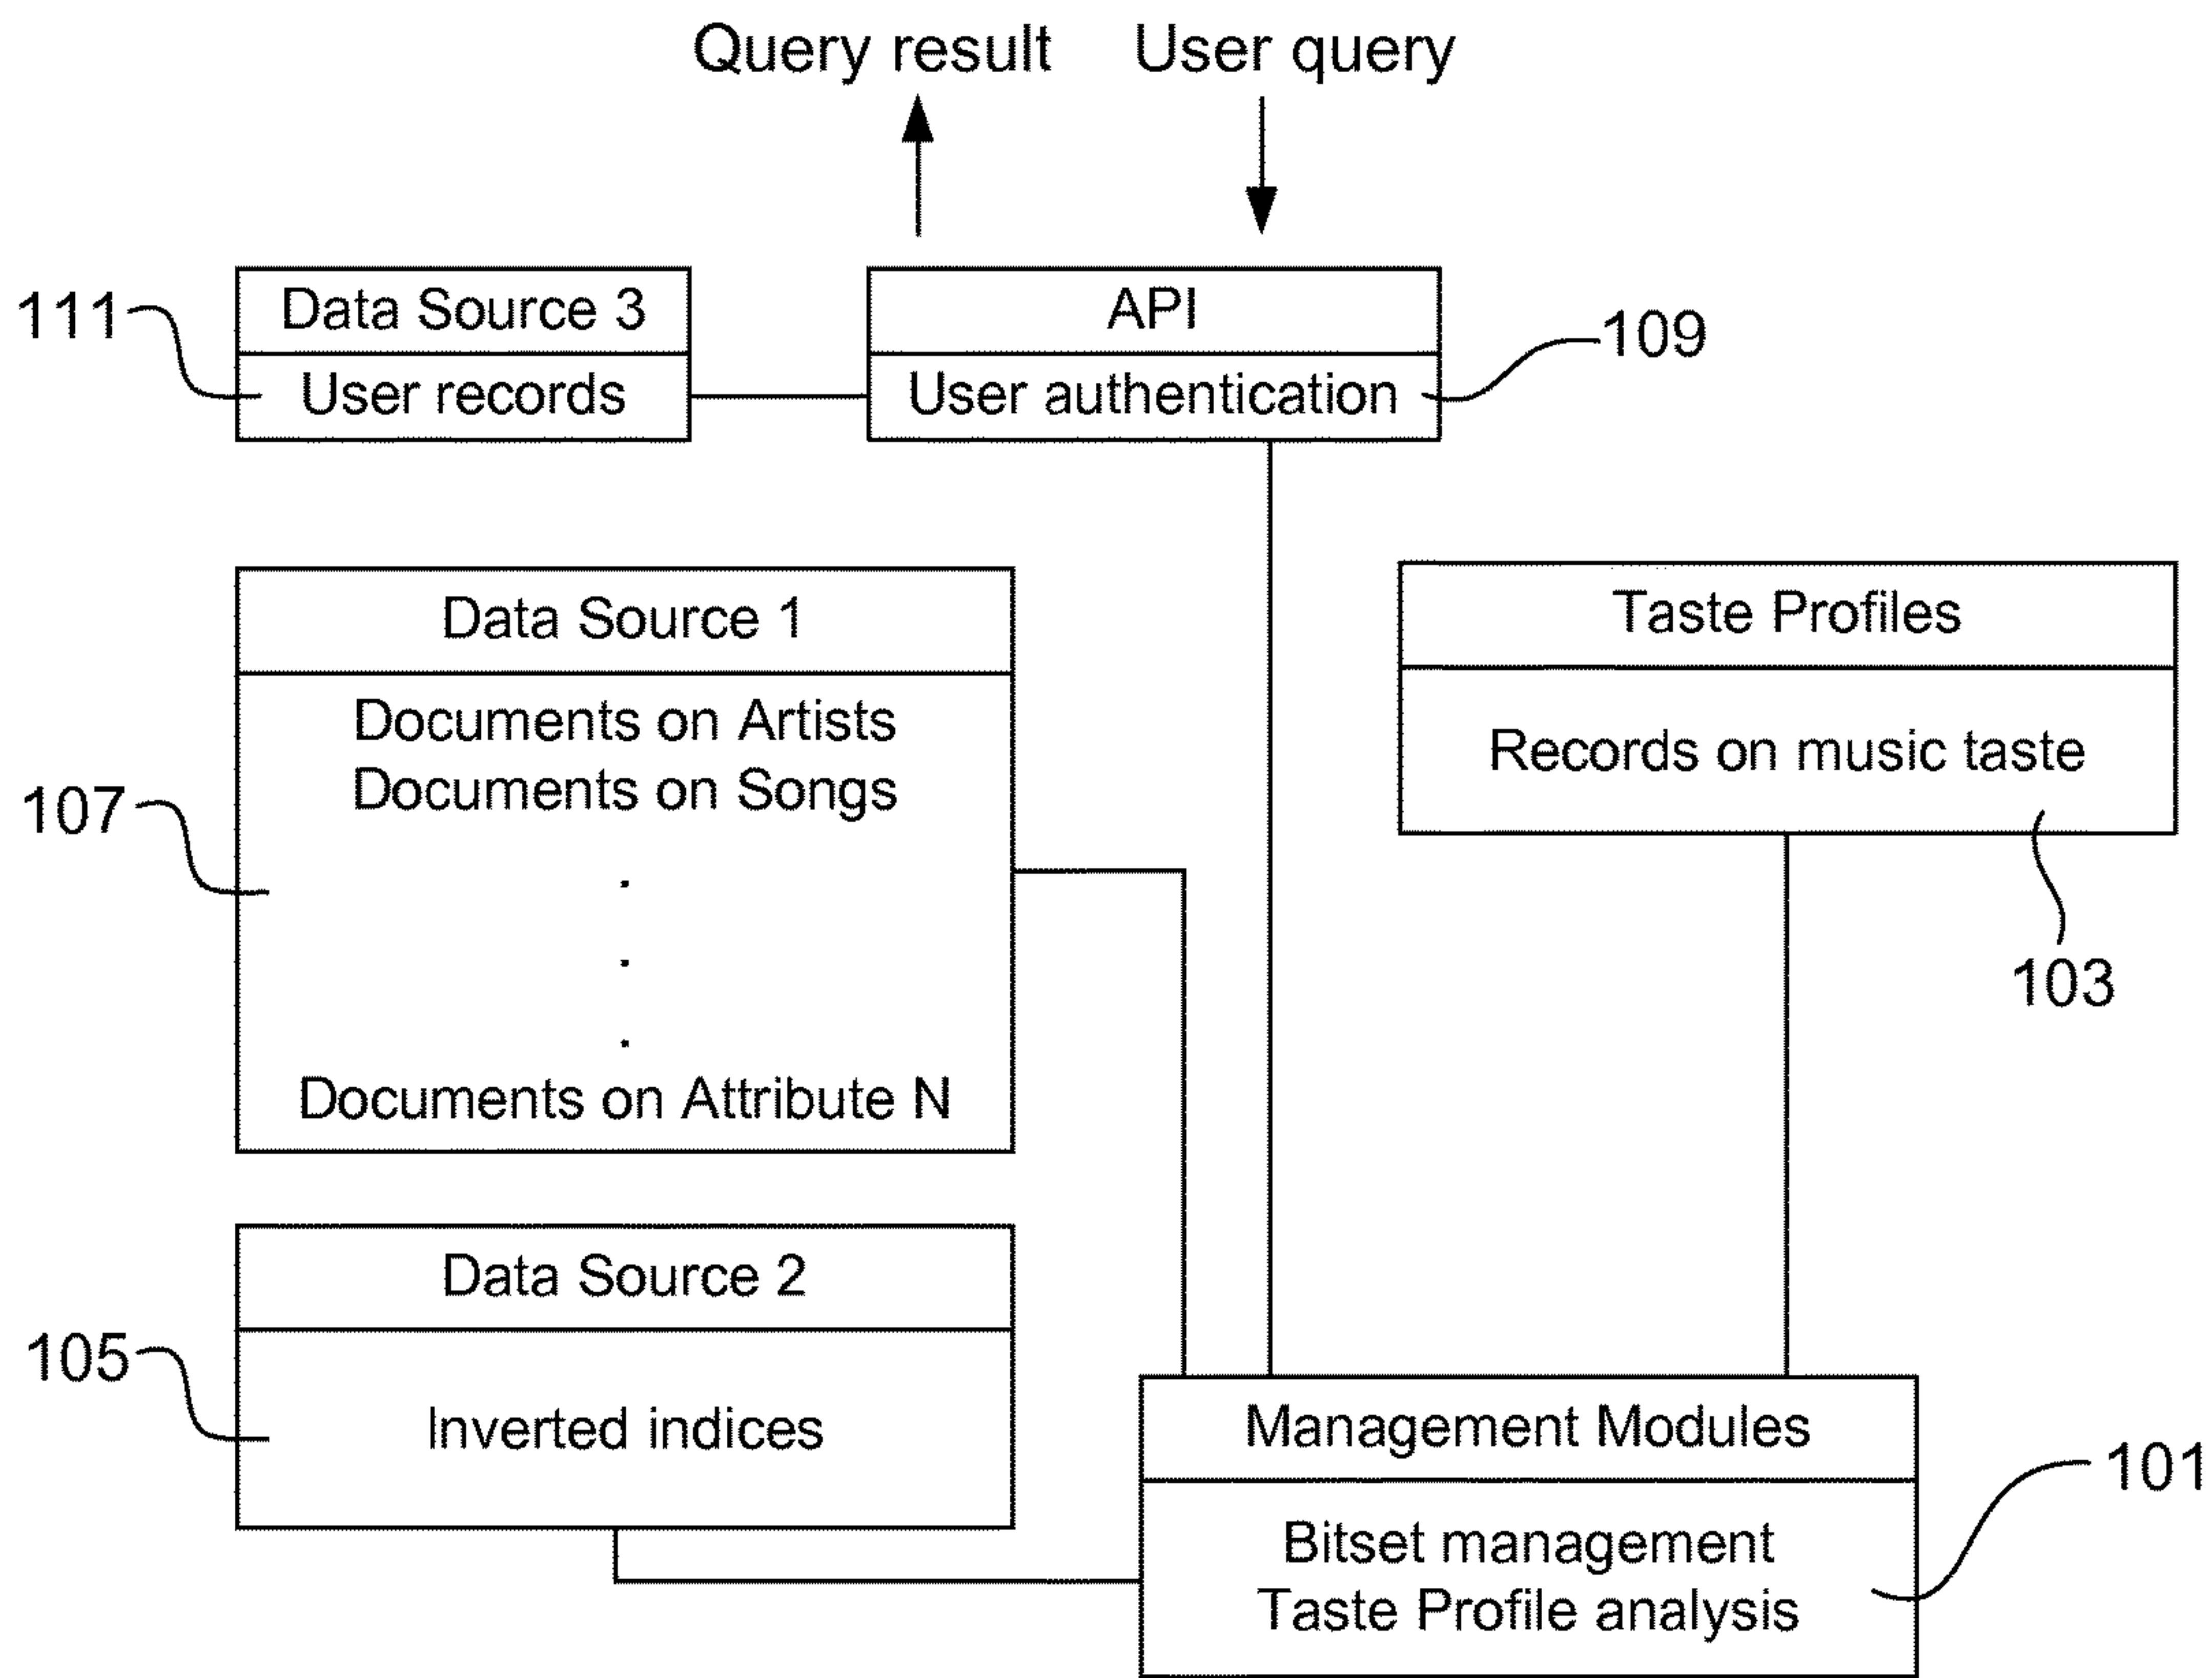 Query result User query
111
Data Source 3
User records
API
User authentication
109
Data Source 1
Documents on Artists
Documents on Songs
.
.
.
Documents on Attribute N
107
Taste Profiles
Records on music taste
103
Data Source 2
Inverted indices
105
Management Modules
Bitset management
Taste Profile analysis
101